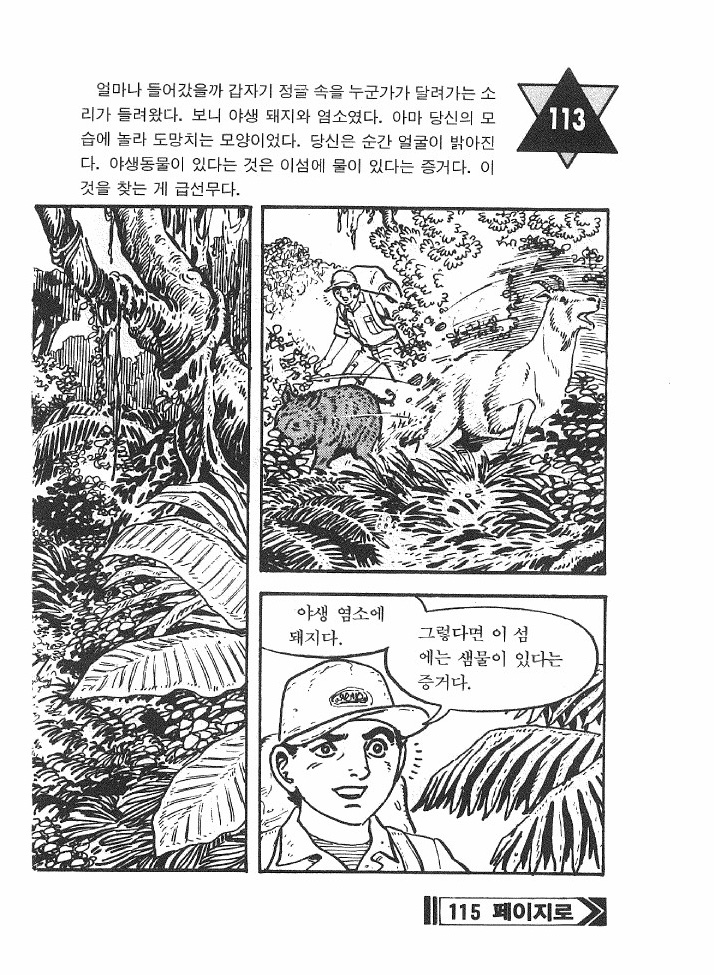 113
얼마나 들어갔을까 갑자기 정글 속을 누군가가 달려가는 소
리가 들려왔다. 보니 야생 돼지와 염소였다. 아마 당신의 모
습에 놀라 도망치는 모양이었다. 당신은 순간 얼굴이 밝아진
다. 야생동물이 있다는 것은 이섬에 물이 있다는 증거다. 이
것을 찾는 게 급선무다.
야생 염소에
돼지다.
그렇다면 이 섬
에는 샘물이 있다는
증거다.
115 페이지로